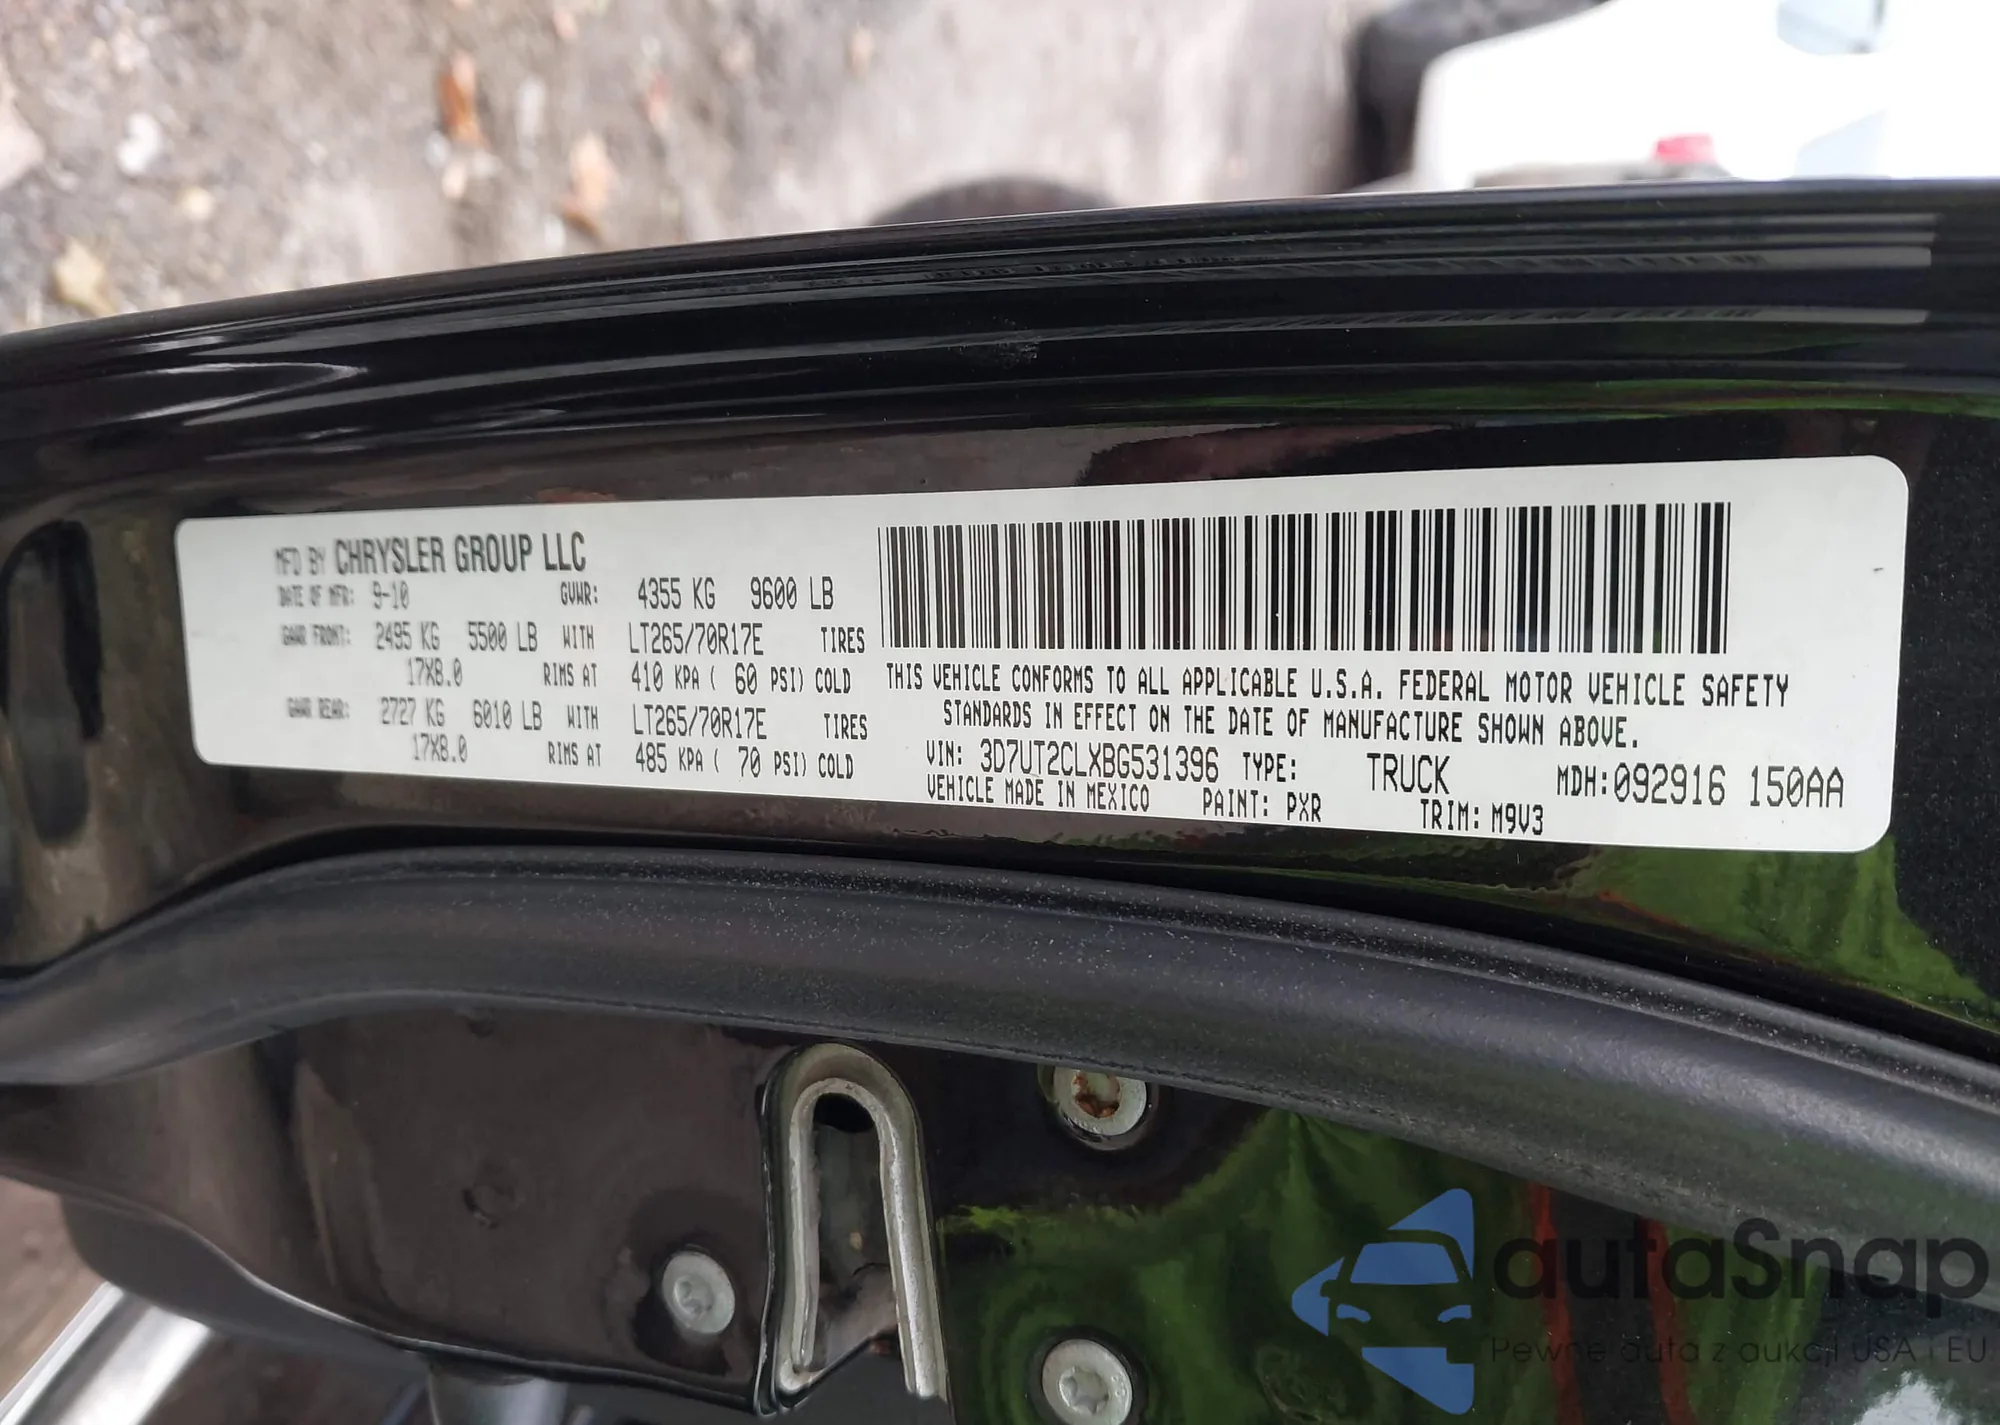 MFD BY CHRYSLER GROUP LLC
DATE OF MFR: 9-10 GVWR: 4355 KG 9600 LB
GAWR FRONT: 2495 KG 5500 LB WITH LT265/70R17E TIRES
17X8.0 RIMS AT 410 KPA ( 60 PSI) COLD
GAWR REAR: 2727 KG 6010 LB WITH LT265/70R17E TIRES
17X8.0 RIMS AT 485 KPA ( 70 PSI) COLD
THIS VEHICLE CONFORMS TO ALL APPLICABLE U.S.A. FEDERAL MOTOR VEHICLE SAFETY
STANDARDS IN EFFECT ON THE DATE OF MANUFACTURE SHOWN ABOVE.
VIN: 3D7UT2CLXBG531396 TYPE: TRUCK MDH:092916 150AA
VEHICLE MADE IN MEXICO PAINT: PXR TRIM: M9V3
autaSnap
Pewne auta z aukcji USA i EU